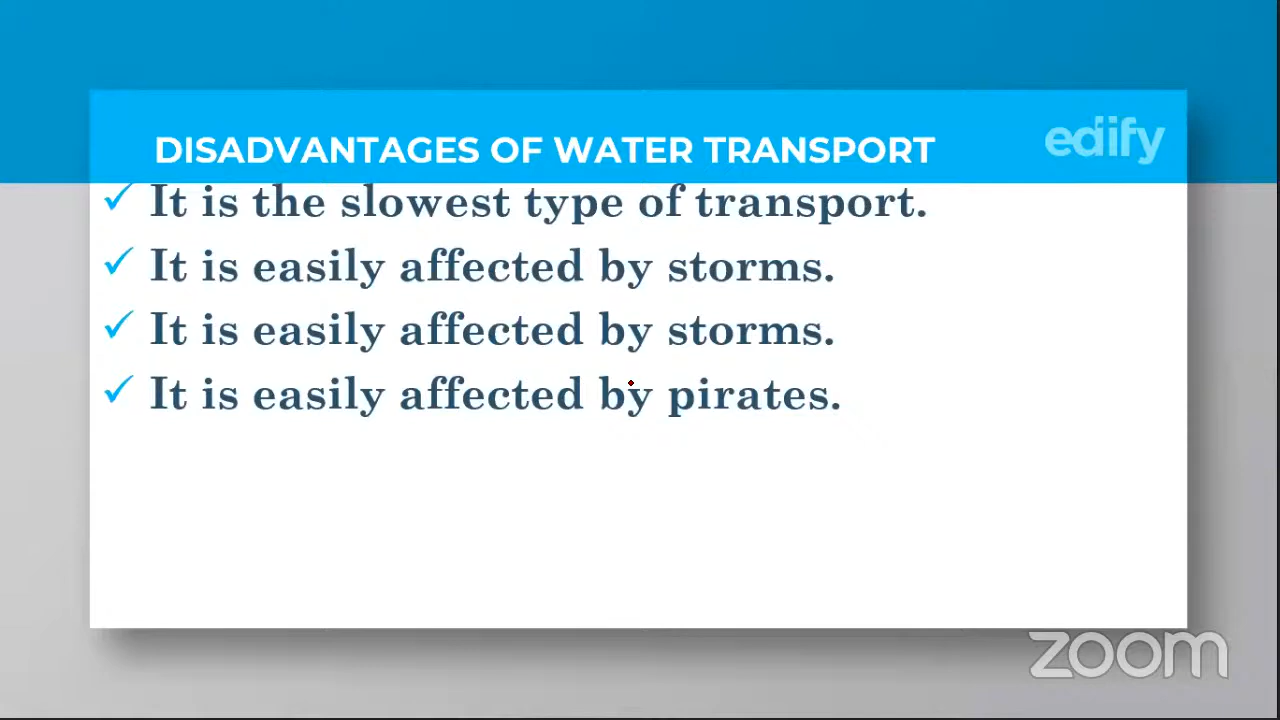 DISADVANTAGES OF WATER TRANSPORT
edify
It is the slowest type of transport.
It is easily affected by storms.
It is easily affected by storms.
It is easily affected by pirates.
zoom